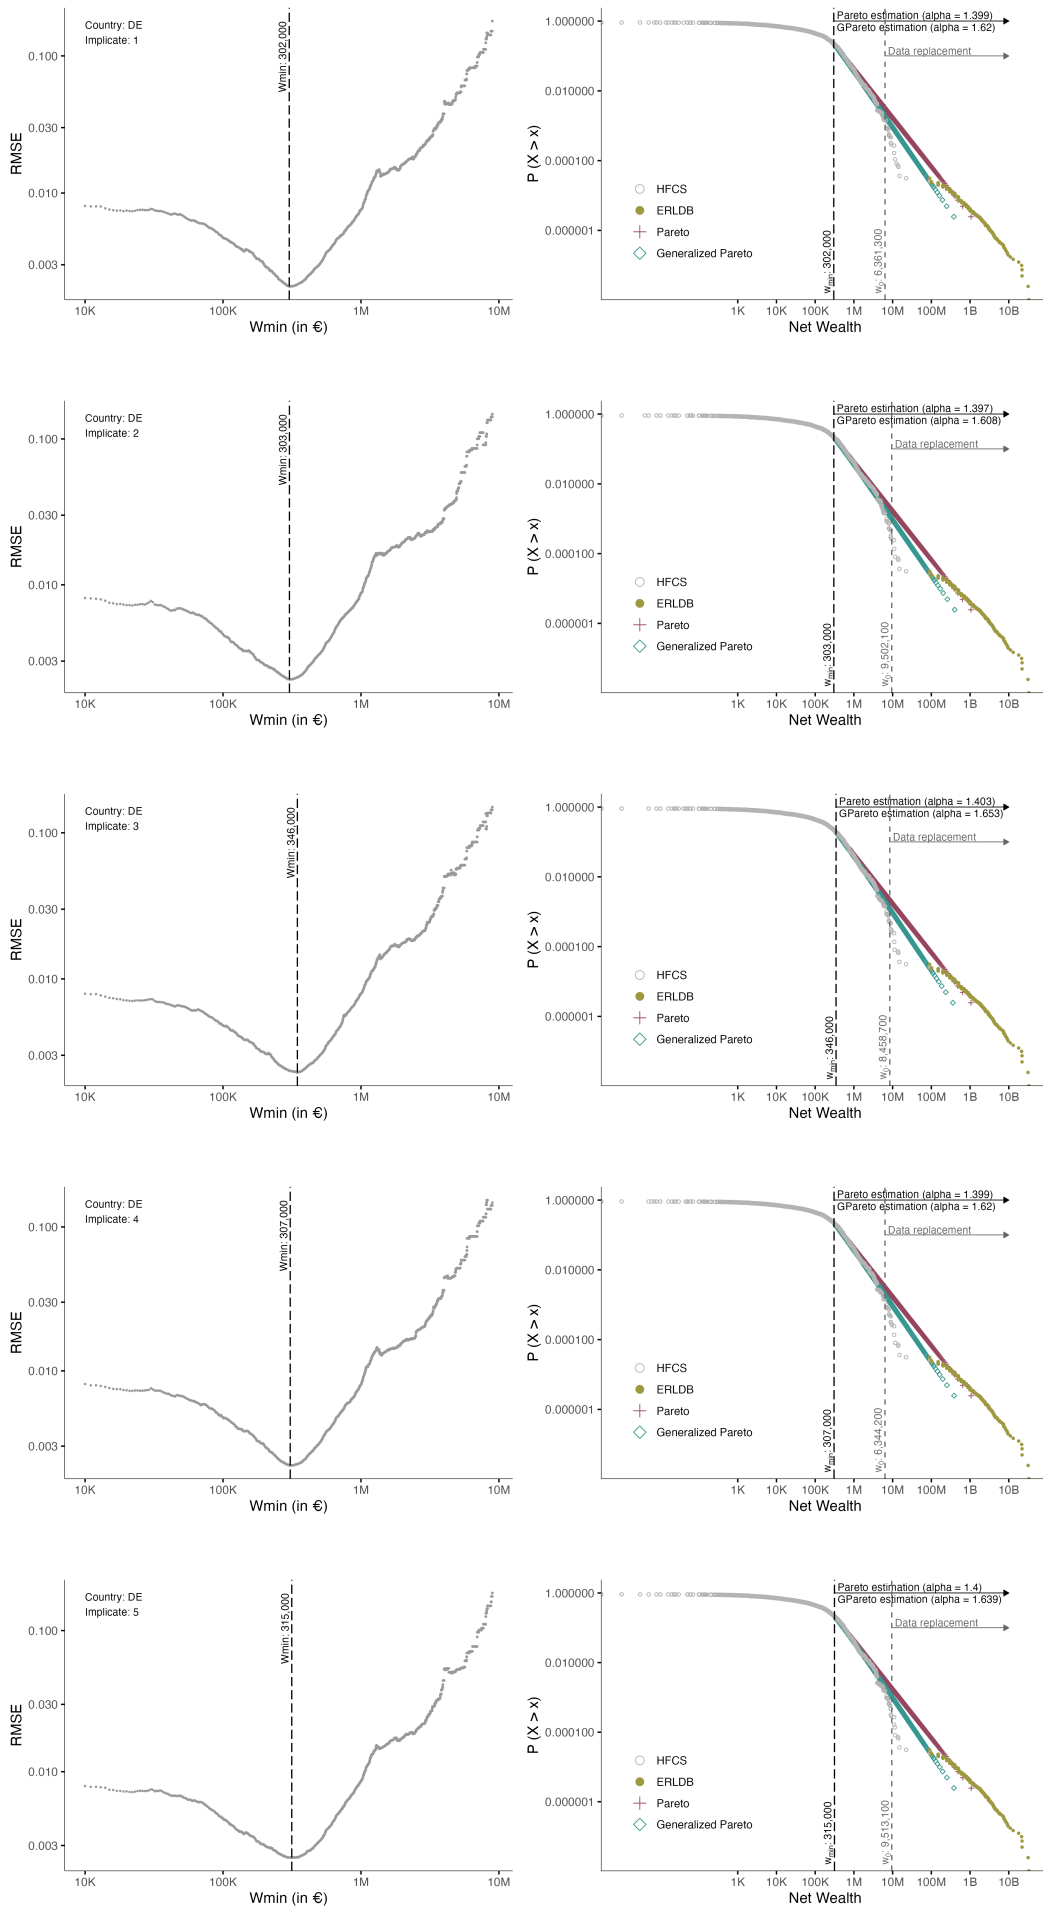 Country: DE
Implicate: 1
Wmin: 302,000
0.100
0.030
0.010
0.003
RMSE
10K
100K
1M
10M
Wmin (in €)
Pareto estimation (alpha = 1.399)
GPareto estimation (alpha = 1.62)
Data replacement
1.000000
0.010000
0.000100
0.000001
P (X > x)
HFCS
ERLDB
Pareto
Generalized Pareto
wmin: 302,000
w0: 6,361,300
1K
10K
100K
1M
10M
100M
1B
10B
Net Wealth
Country: DE
Implicate: 2
Wmin: 303,000
0.100
0.030
0.010
0.003
RMSE
10K
100K
1M
10M
Wmin (in €)
Pareto estimation (alpha = 1.397)
GPareto estimation (alpha = 1.608)
Data replacement
1.000000
0.010000
0.000100
0.000001
P (X > x)
HFCS
ERLDB
Pareto
Generalized Pareto
wmin: 303,000
w0: 9,502,100
1K
10K
100K
1M
10M
100M
1B
10B
Net Wealth
Country: DE
Implicate: 3
Wmin: 346,000
0.100
0.030
0.010
0.003
RMSE
10K
100K
1M
10M
Wmin (in €)
Pareto estimation (alpha = 1.403)
GPareto estimation (alpha = 1.653)
Data replacement
1.000000
0.010000
0.000100
0.000001
P (X > x)
HFCS
ERLDB
Pareto
Generalized Pareto
wmin: 346,000
w0: 8,458,700
1K
10K
100K
1M
10M
100M
1B
10B
Net Wealth
Country: DE
Implicate: 4
Wmin: 307,000
0.100
0.030
0.010
0.003
RMSE
10K
100K
1M
10M
Wmin (in €)
Pareto estimation (alpha = 1.399)
GPareto estimation (alpha = 1.62)
Data replacement
1.000000
0.010000
0.000100
0.000001
P (X > x)
HFCS
ERLDB
Pareto
Generalized Pareto
wmin: 307,000
w0: 6,344,200
1K
10K
100K
1M
10M
100M
1B
10B
Net Wealth
Country: DE
Implicate: 5
Wmin: 315,000
0.100
0.030
0.010
0.003
RMSE
10K
100K
1M
10M
Wmin (in €)
Pareto estimation (alpha = 1.4)
GPareto estimation (alpha = 1.639)
Data replacement
1.000000
0.010000
0.000100
0.000001
P (X > x)
HFCS
ERLDB
Pareto
Generalized Pareto
wmin: 315,000
w0: 9,513,100
1K
10K
100K
1M
10M
100M
1B
10B
Net Wealth